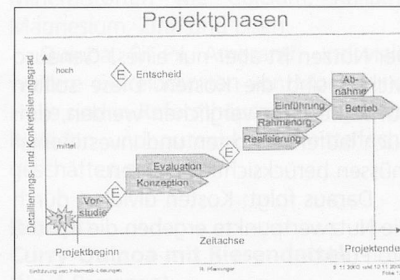 Projektphasen
Detaillierungs- und Konkretisierungsgrad
hoch
E Entscheid
Ab-
nahme
Einführung
Betrieb
Rahmenorg.
Realisierung
mittel
E
Evaluation
Konzeption
E
Vor-
studie
Zeitachse
Projektbeginn
Projektende